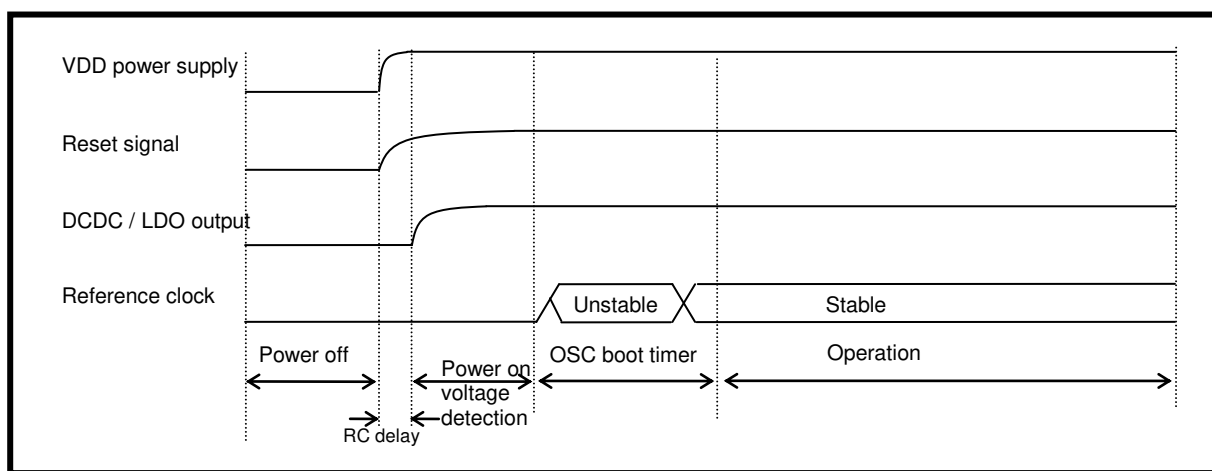 VDD power supply
Reset signal
DCDC / LDO output
Reference clock
Unstable
Stable
Power off
OSC boot timer
Operation
Power on
voltage
detection
RC delay